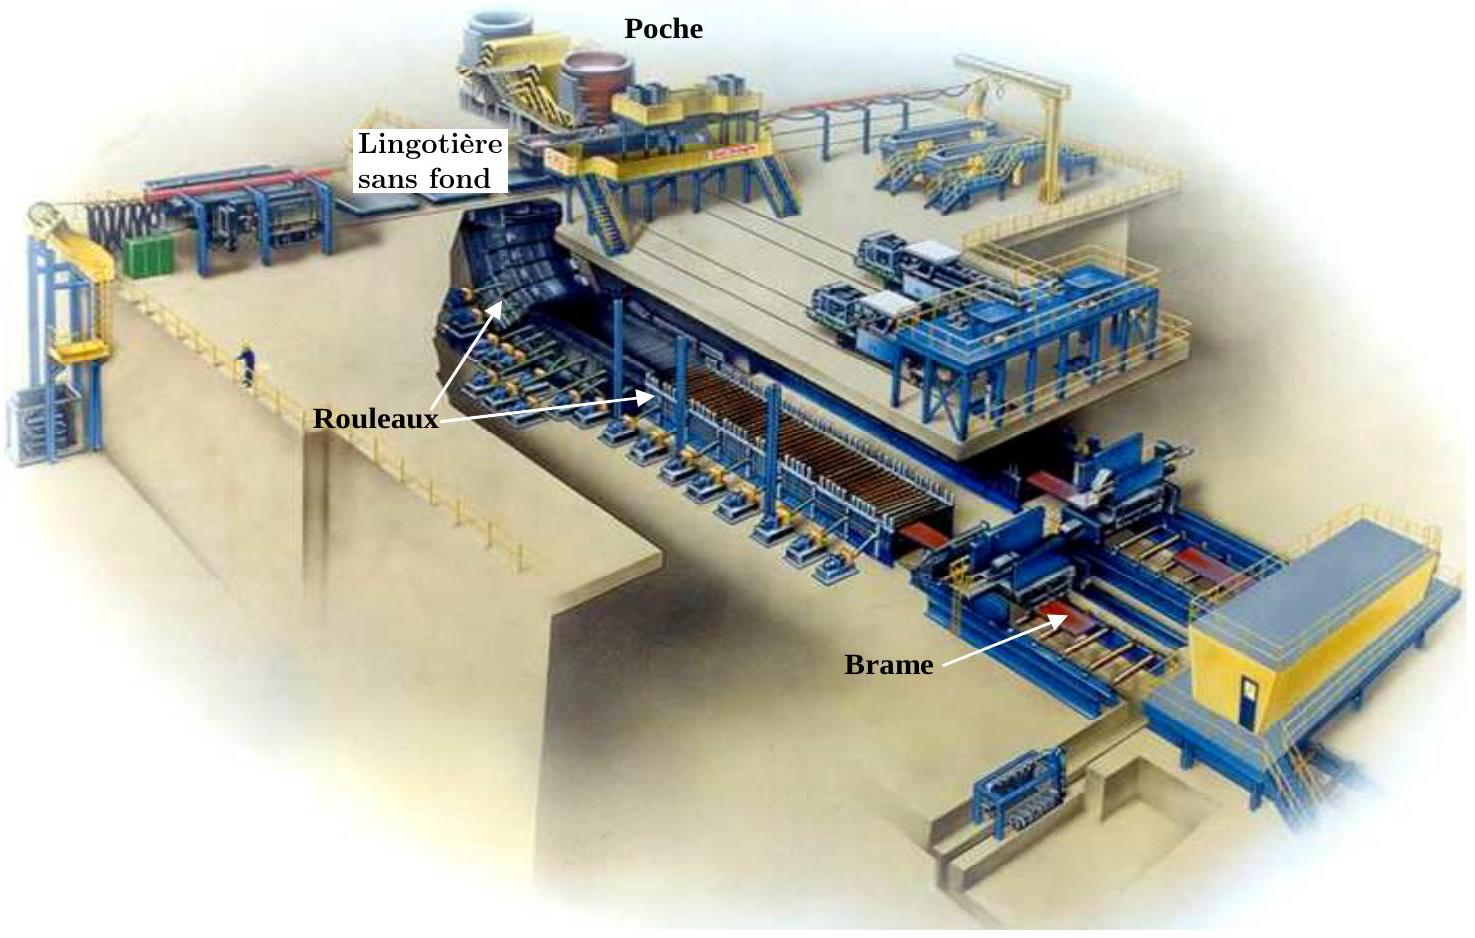 Poche
Lingotière
sans fond
Rouleaux
Brame